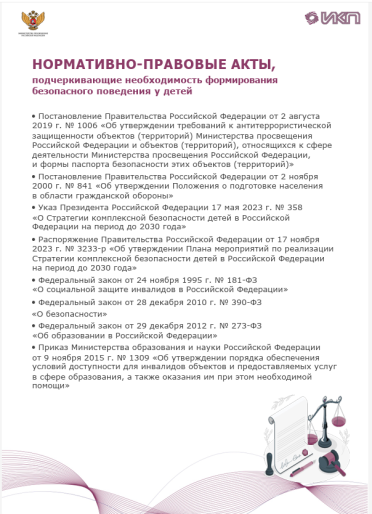 ИКП
НОРМАТИВНО-ПРАВОВЫЕ АКТЫ,
подчеркивающие необходимость формирования
безопасного поведения у детей
• Постановление Правительства Российской Федерации от 2 августа
2019 г. № 1006 «Об утверждении требований к антитеррористической
защищенности объектов (территорий) Министерства просвещения
Российской Федерации и объектов (территорий), относящихся к сфере
деятельности Министерства просвещения Российской Федерации,
и формы паспорта безопасности этих объектов (территорий)»
• Постановление Правительства Российской Федерации от 2 ноября
2000 г. № 841 «Об утверждении Положения о подготовке населения
в области гражданской обороны»
• Указ Президента Российской Федерации 17 мая 2023 г. № 358
«О Стратегии комплексной безопасности детей в Российской
Федерации на период до 2030 года»
• Распоряжение Правительства Российской Федерации от 17 ноября
2023 г. № 3233-р «Об утверждении Плана мероприятий по реализации
Стратегии комплексной безопасности детей в Российской Федерации
на период до 2030 года»
• Федеральный закон от 24 ноября 1995 г. № 181-ФЗ
«О социальной защите инвалидов в Российской Федерации»
• Федеральный закон от 28 декабря 2010 г. № 390-ФЗ
«О безопасности»
• Федеральный закон от 29 декабря 2012 г. № 273-ФЗ
«Об образовании в Российской Федерации»
• Приказ Министерства образования и науки Российской Федерации
от 9 ноября 2015 г. № 1309 «Об утверждении порядка обеспечения
условий доступности для инвалидов объектов и предоставляемых услуг
в сфере образования, а также оказания им при этом необходимой
помощи»